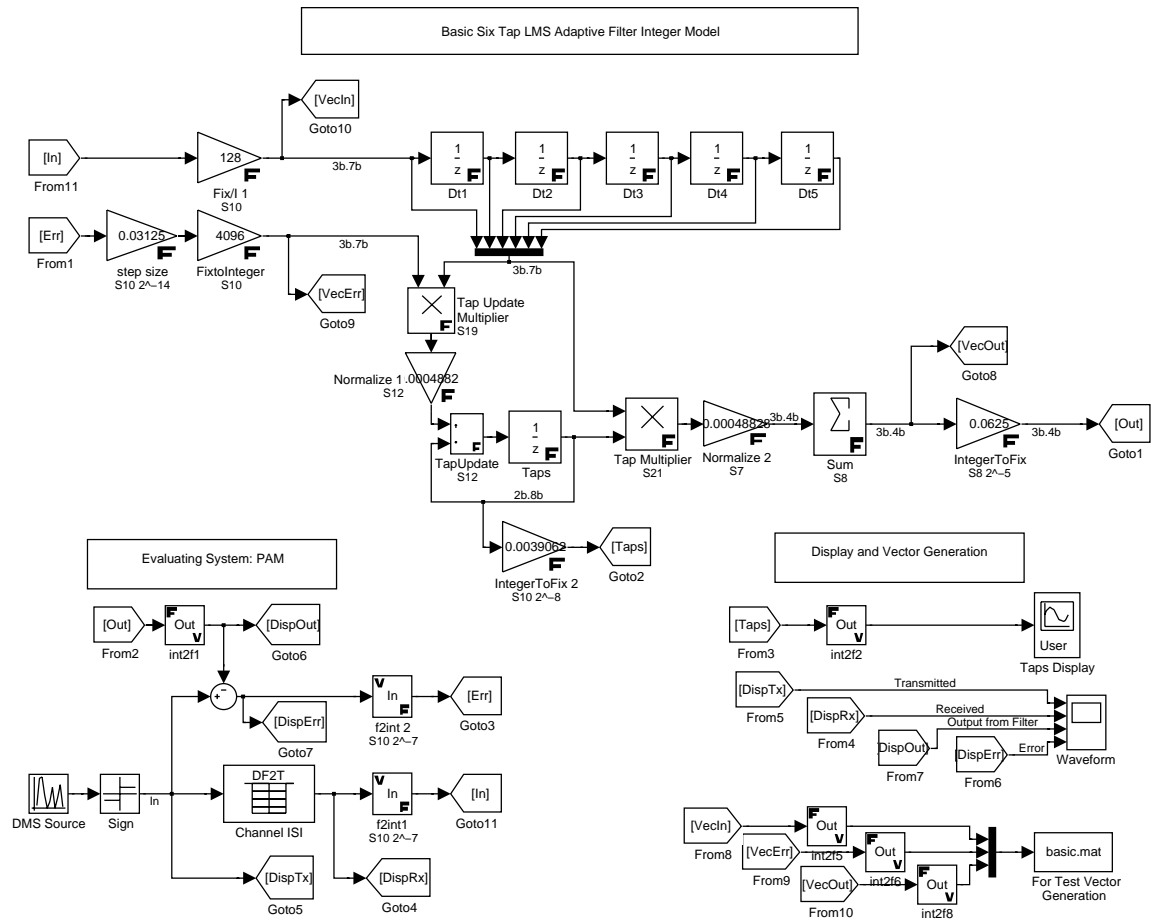 Basic Six Tap LMS Adaptive Filter Integer Model
[VecIn]
Goto10
[In]
From11
128
Fix/I 1
S10
3b.7b
1
z
Dt1
1
z
Dt2
1
z
Dt3
1
z
Dt4
1
z
Dt5
[Err]
From1
0.03125
step size
S10 2^–14
4096
FixtoInteger
S10
3b.7b
3b.7b
[VecErr]
Goto9
Tap Update
Multiplier
S19
Normalize 1
.0004882
S12
TapUpdate
S12
1
z
Taps
2b.8b
Tap Multiplier
S21
0.00048828
Normalize 2
S7
3b.4b
Σ
Sum
S8
3b.4b
[VecOut]
Goto8
0.0625
IntegerToFix
S8 2^–5
3b.4b
[Out]
Goto1
0.0039062
IntegerToFix 2
S10 2^–8
[Taps]
Goto2
Evaluating System: PAM
[Out]
From2
Out
int2f1
[DispOut]
Goto6
[DispErr]
Goto7
In
f2int 2
S10 2^–7
[Err]
Goto3
DMS Source
Sign
In
DF2T
Channel ISI
In
f2int1
S10 2^–7
[In]
Goto11
[DispTx]
Goto5
[DispRx]
Goto4
Display and Vector Generation
[Taps]
From3
Out
int2f2
User
Taps Display
[DispTx]
From5
Transmitted
[DispRx]
From4
Received
[DispOut]
From7
Output from Filter
[DispErr]
From6
Error
Waveform
[VecIn]
From8
Out
int2f5
[VecErr]
From9
Out
int2f6
[VecOut]
From10
Out
int2f8
basic.mat
For Test Vector
Generation